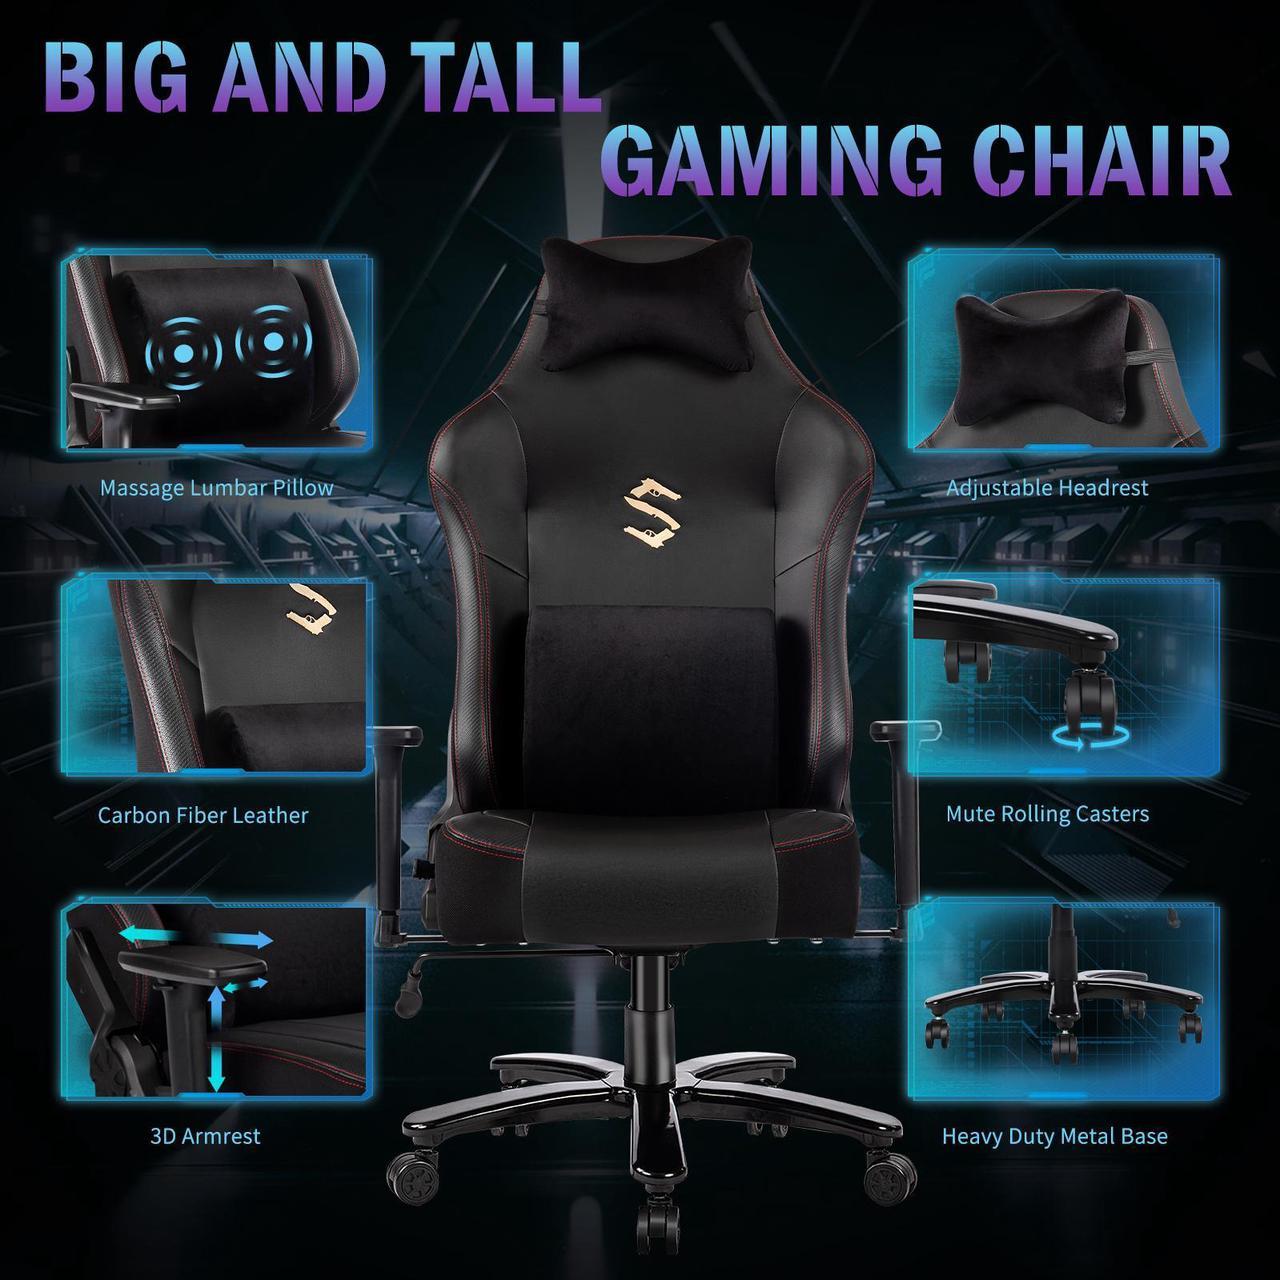 BIG AND TALL
GAMING CHAIR
Massage Lumbar Pillow
Adjustable Headrest
Carbon Fiber Leather
Mute Rolling Casters
3D Armrest
Heavy Duty Metal Base